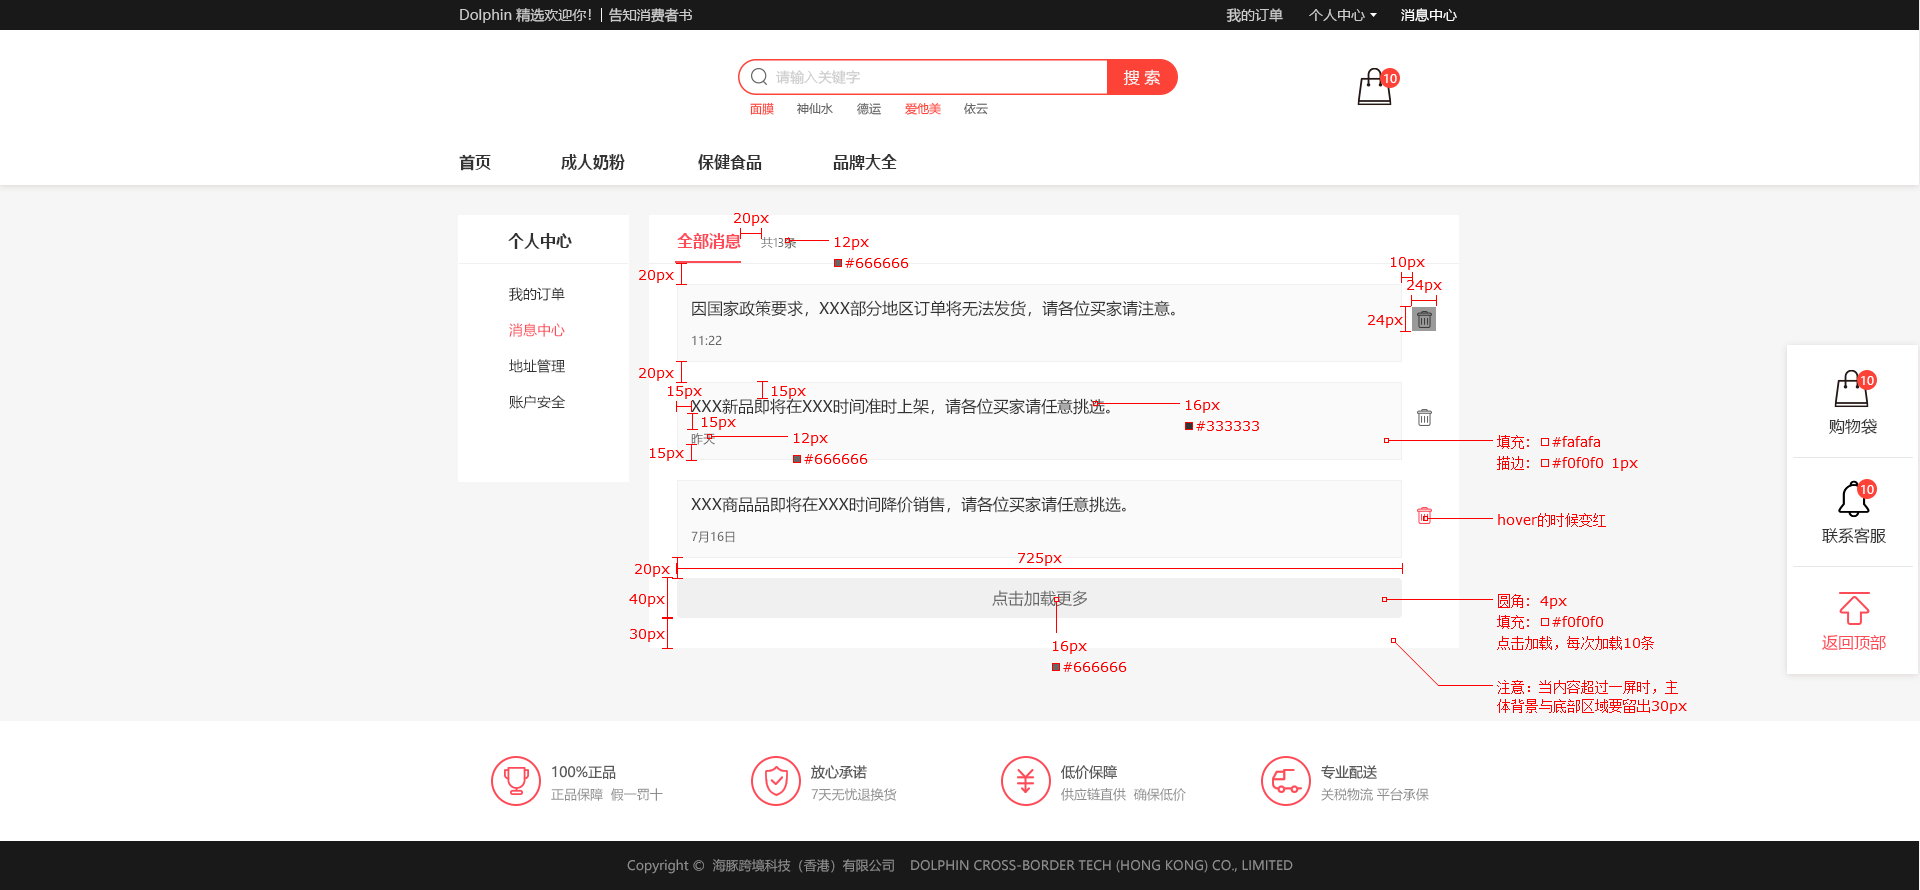 Dolphin 精选欢迎你！| 告知消费者书
我的订单 个人中心 消息中心
请输入关键字 搜 索
10
面膜 神仙水 德运 爱他美 依云
首页 成人奶粉 保健食品 品牌大全
个人中心
我的订单
消息中心
地址管理
账户安全
20px
全部消息 共13条 12px
#666666
20px
10px
24px
24px
因国家政策要求，XXX部分地区订单将无法发货，请各位买家请注意。
11:22
20px
15px 15px
XXX新品即将在XXX时间准时上架，请各位买家请任意挑选。 16px
#333333
15px
昨天 12px
#666666
15px
填充：#fafafa
描边：#f0f0f0 1px
XXX商品品即将在XXX时间降价销售，请各位买家请任意挑选。
7月16日
hover的时候变红
725px
20px
40px
点击加载更多
30px
16px
#666666
圆角：4px
填充：#f0f0f0
点击加载，每次加载10条
注意：当内容超过一屏时，主
体背景与底部区域要留出30px
10
购物袋
10
联系客服
返回顶部
100%正品
正品保障 假一罚十
放心承诺
7天无忧退换货
低价保障
供应链直供 确保低价
专业配送
关税物流 平台承保
Copyright © 海豚跨境科技（香港）有限公司 DOLPHIN CROSS-BORDER TECH (HONG KONG) CO., LIMITED